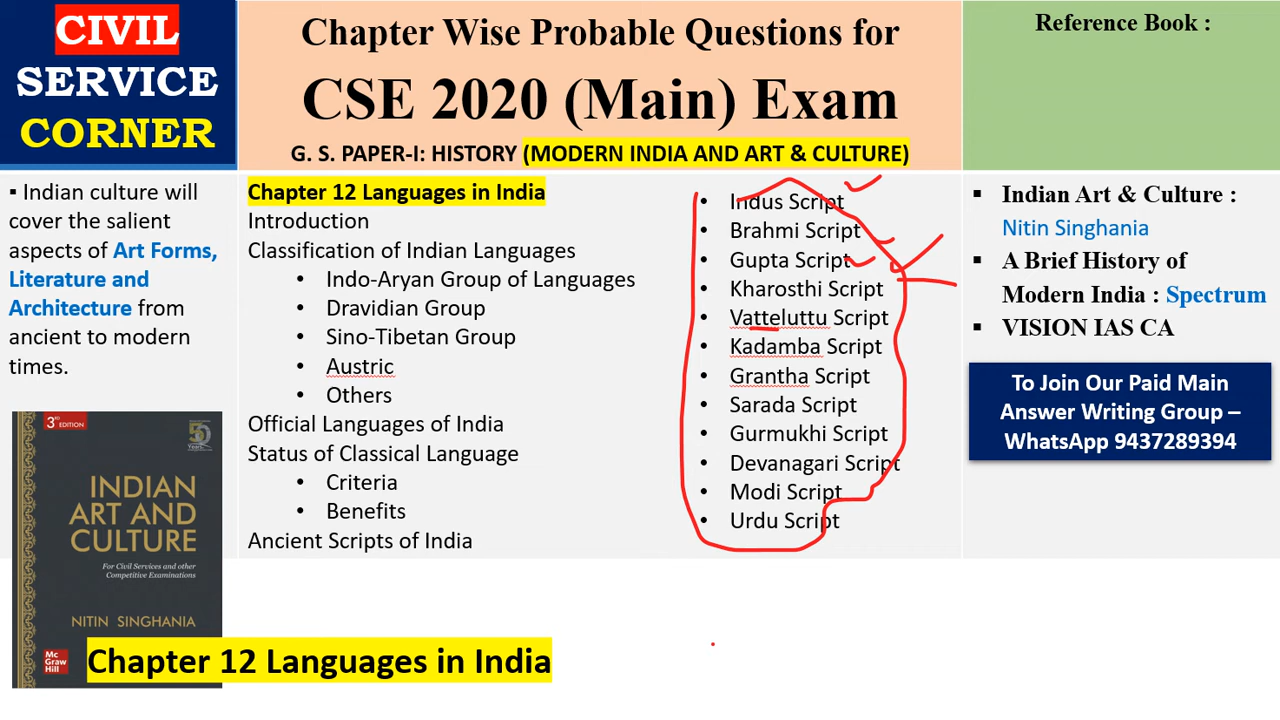 CIVIL
SERVICE
CORNER
Chapter Wise Probable Questions for
CSE 2020 (Main) Exam
G. S. PAPER-I: HISTORY (MODERN INDIA AND ART & CULTURE)
Reference Book :
▪ Indian culture will
cover the salient
aspects of Art Forms,
Literature and
Architecture from
ancient to modern
times.
3RD EDITION
50
Years
INDIAN
ART AND
CULTURE
For Civil Services and other
Competitive Examinations
NITIN SINGHANIA
Mc
Graw
Hill
Chapter 12 Languages in India
Introduction
Classification of Indian Languages
• Indo-Aryan Group of Languages
• Dravidian Group
• Sino-Tibetan Group
• Austric
• Others
Official Languages of India
Status of Classical Language
• Criteria
• Benefits
Ancient Scripts of India
• Indus Script
• Brahmi Script
• Gupta Script
• Kharosthi Script
• Vatteluttu Script
• Kadamba Script
• Grantha Script
• Sarada Script
• Gurmukhi Script
• Devanagari Script
• Modi Script
• Urdu Script
▪ Indian Art & Culture :
Nitin Singhania
▪ A Brief History of
Modern India : Spectrum
▪ VISION IAS CA
To Join Our Paid Main
Answer Writing Group –
WhatsApp 9437289394
Chapter 12 Languages in India